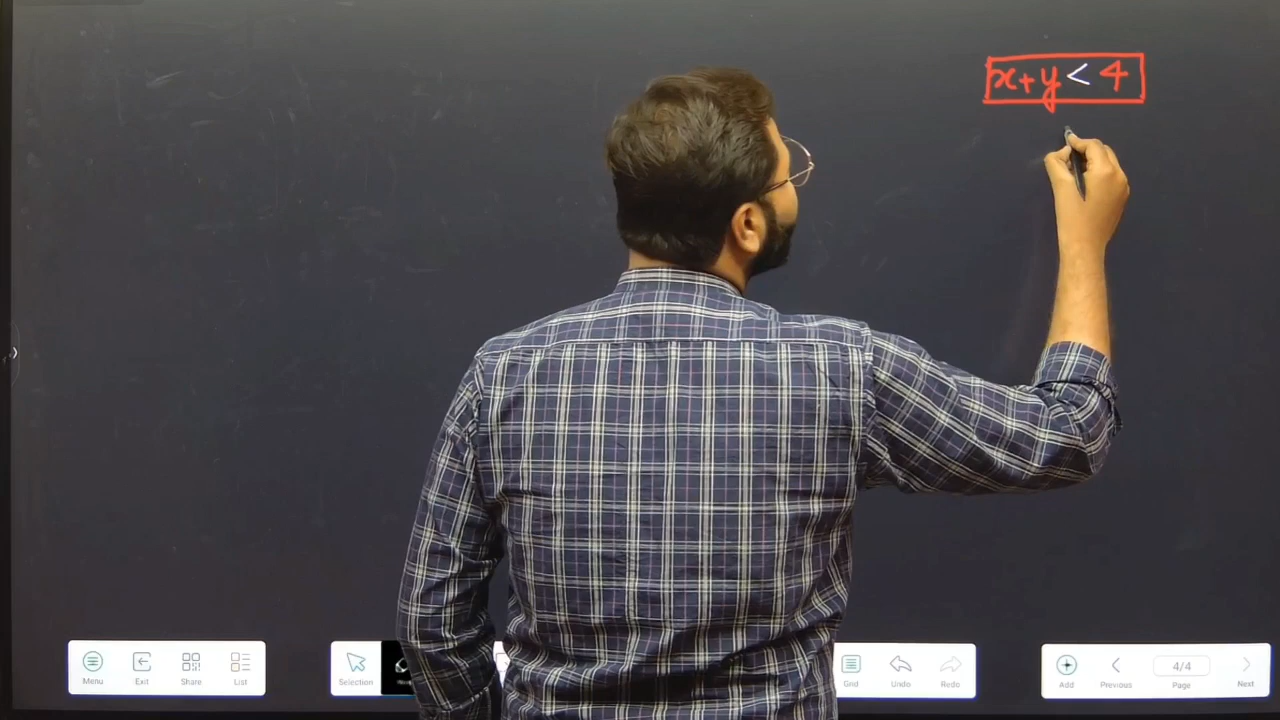 x+y < 4
Menu
Exit
Share
List
Selection
Grid
Undo
Redo
Add
Previous
4/4
Page
Next